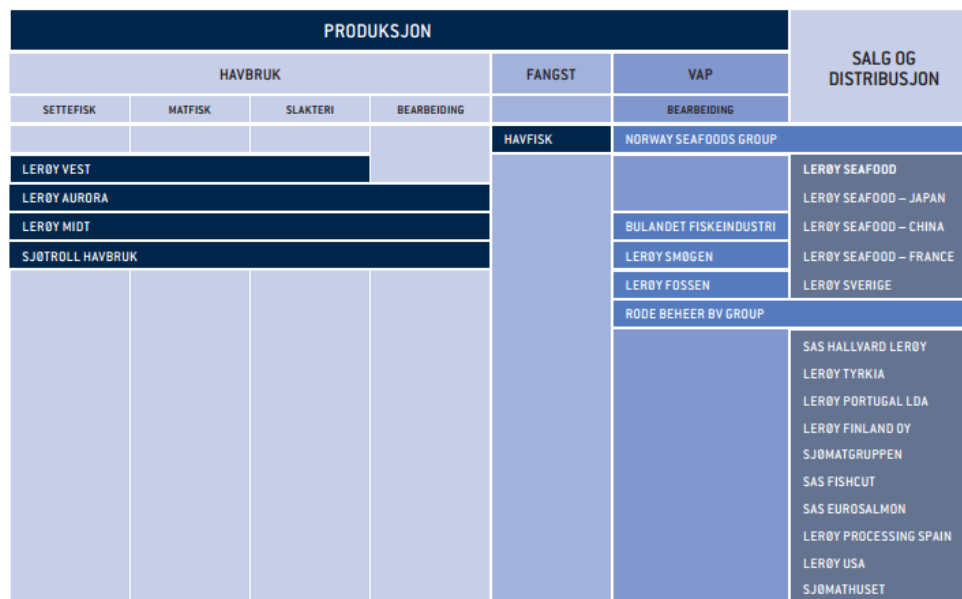 PRODUKSJON
SALG OG
DISTRIBUSJON
HAVBRUK
FANGST
VAP
SETTEFISK
MATFISK
SLAKTERI
BEARBEIDING
BEARBEIDING
HAVFISK
NORWAY SEAFOODS GROUP
LERØY VEST
LERØY SEAFOOD
LERØY AURORA
LERØY SEAFOOD – JAPAN
LERØY MIDT
BULANDET FISKEINDUSTRI
LERØY SEAFOOD – CHINA
SJØTROLL HAVBRUK
LERØY SMØGEN
LERØY SEAFOOD – FRANCE
LERØY FOSSEN
LERØY SVERIGE
RODE BEHEER BV GROUP
SAS HALLVARD LERØY
LERØY TYRKIA
LERØY PORTUGAL LDA
LERØY FINLAND OY
SJØMATGRUPPEN
SAS FISHCUT
SAS EUROSALMON
LERØY PROCESSING SPAIN
LERØY USA
SJØMATHUSET